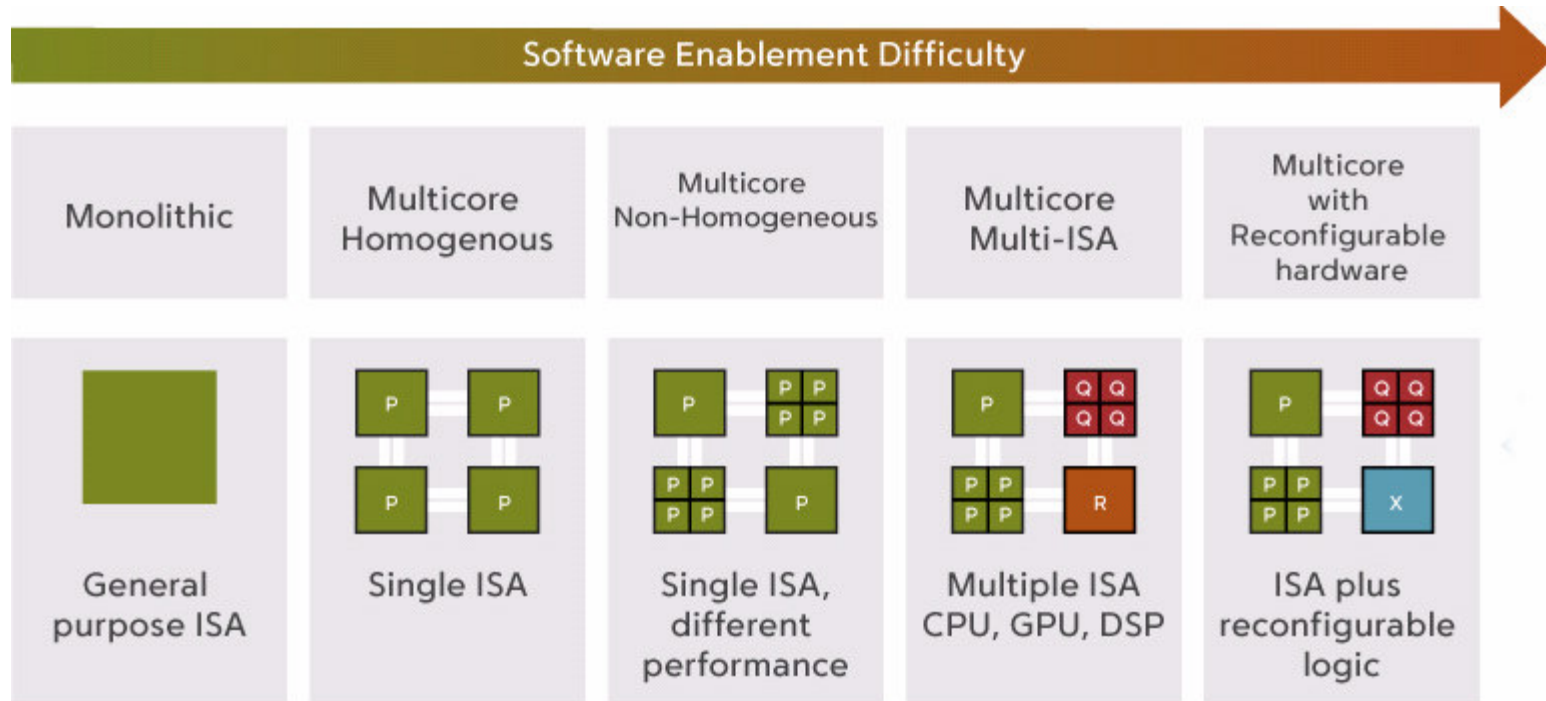 Software Enablement Difficulty
Monolithic
Multicore
Homogenous
Multicore
Non-Homogeneous
Multicore
Multi-ISA
Multicore
with
Reconfigurable
hardware
General
purpose ISA
P P
P P
Single ISA
P P P
P P
P P P
P P
Single ISA,
different
performance
P Q Q
Q Q
P P R
P P
Multiple ISA
CPU, GPU, DSP
P Q Q
Q Q
P P X
P P
ISA plus
reconfigurable
logic